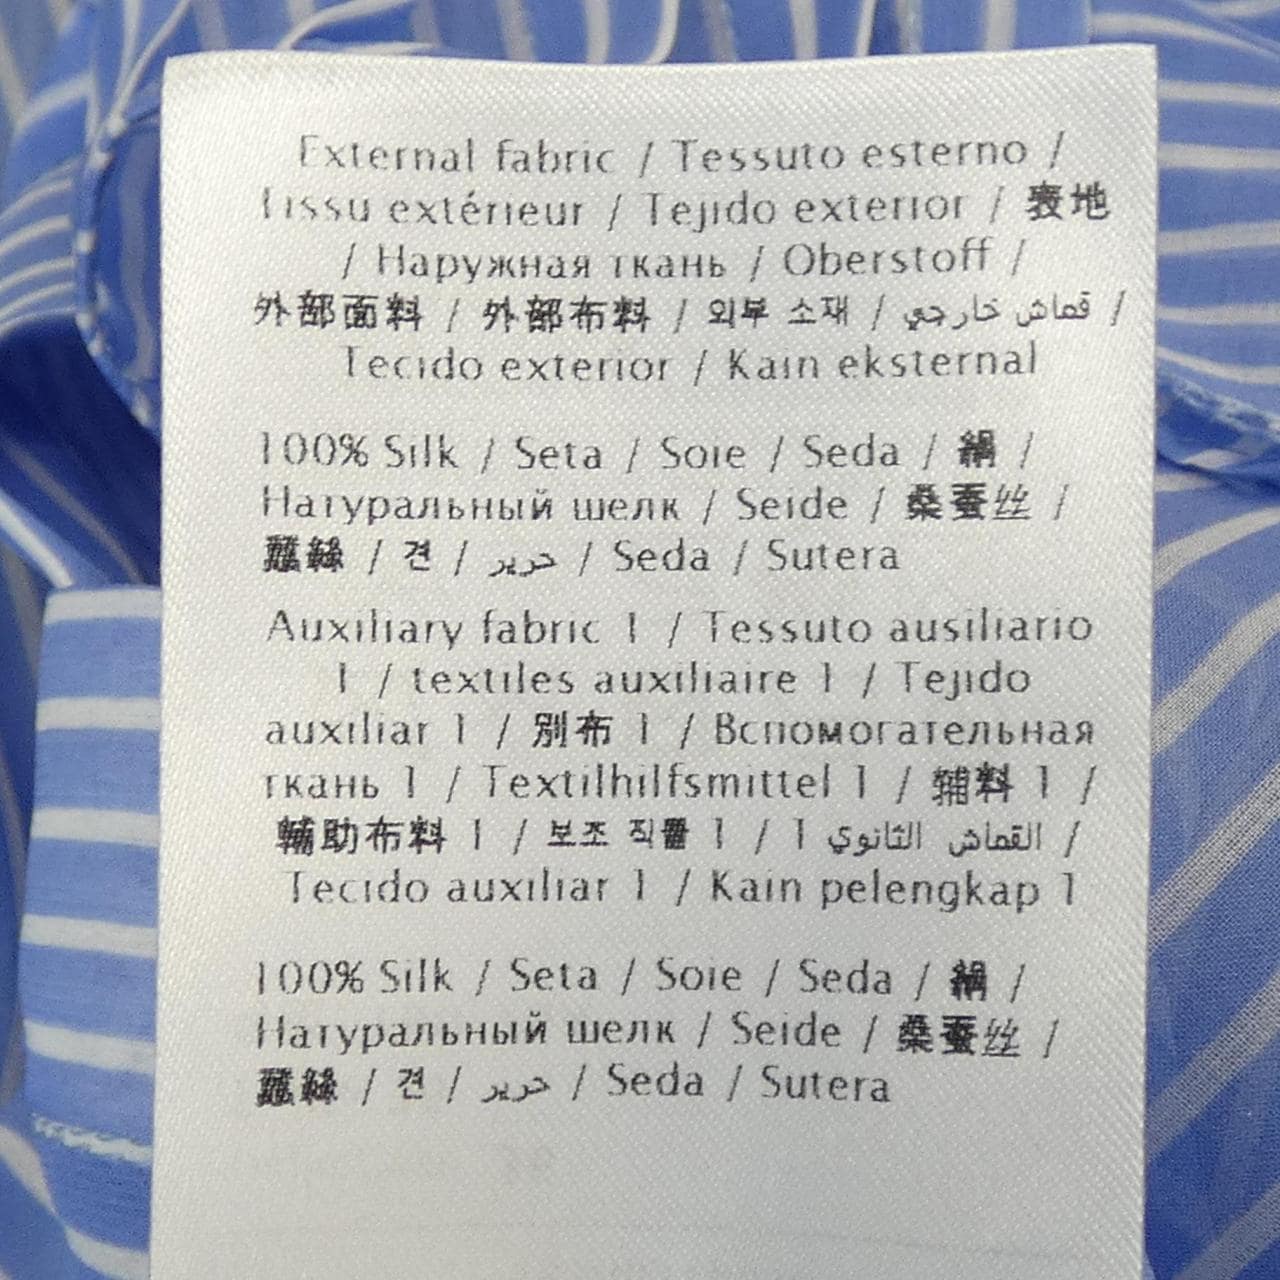 External fabric / Tessuto esterno /
Tissu extérieur / Tejido exterior / 表地
/ Наружная ткань / Oberstoff /
外部面料 / 外部布料 / 외부 소재 / قماش خارجي /
Tecido exterior / Kain eksternal
100% Silk / Seta / Soie / Seda / 絹 /
Натуральный шелк / Seide / 桑蚕丝 /
蠶絲 / 견 / حرير / Seda / Sutera
Auxiliary fabric 1 / Tessuto ausiliario
1 / textiles auxiliaire 1 / Tejido
auxiliar 1 / 別布 1 / Вспомогательная
ткань 1 / Textilhilfsmittel 1 / 辅料 1 /
輔助布料 1 / 보조 직물 1 / القماش الثانوي 1 /
Tecido auxiliar 1 / Kain pelengkap 1
100% Silk / Seta / Soie / Seda / 絹 /
Натуральный шелк / Seide / 桑蚕丝 /
蠶絲 / 견 / حرير / Seda / Sutera